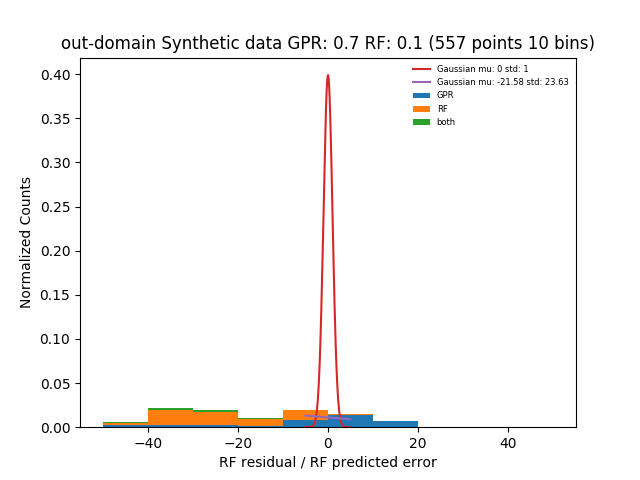 out-domain Synthetic data GPR: 0.7 RF: 0.1 (557 points 10 bins)
Gaussian mu: 0 std: 1
Gaussian mu: -21.58 std: 23.63
GPR
RF
both
Normalized Counts
0.40
0.35
0.30
0.25
0.20
0.15
0.10
0.05
0.00
−40 −20 0 20 40
RF residual / RF predicted error